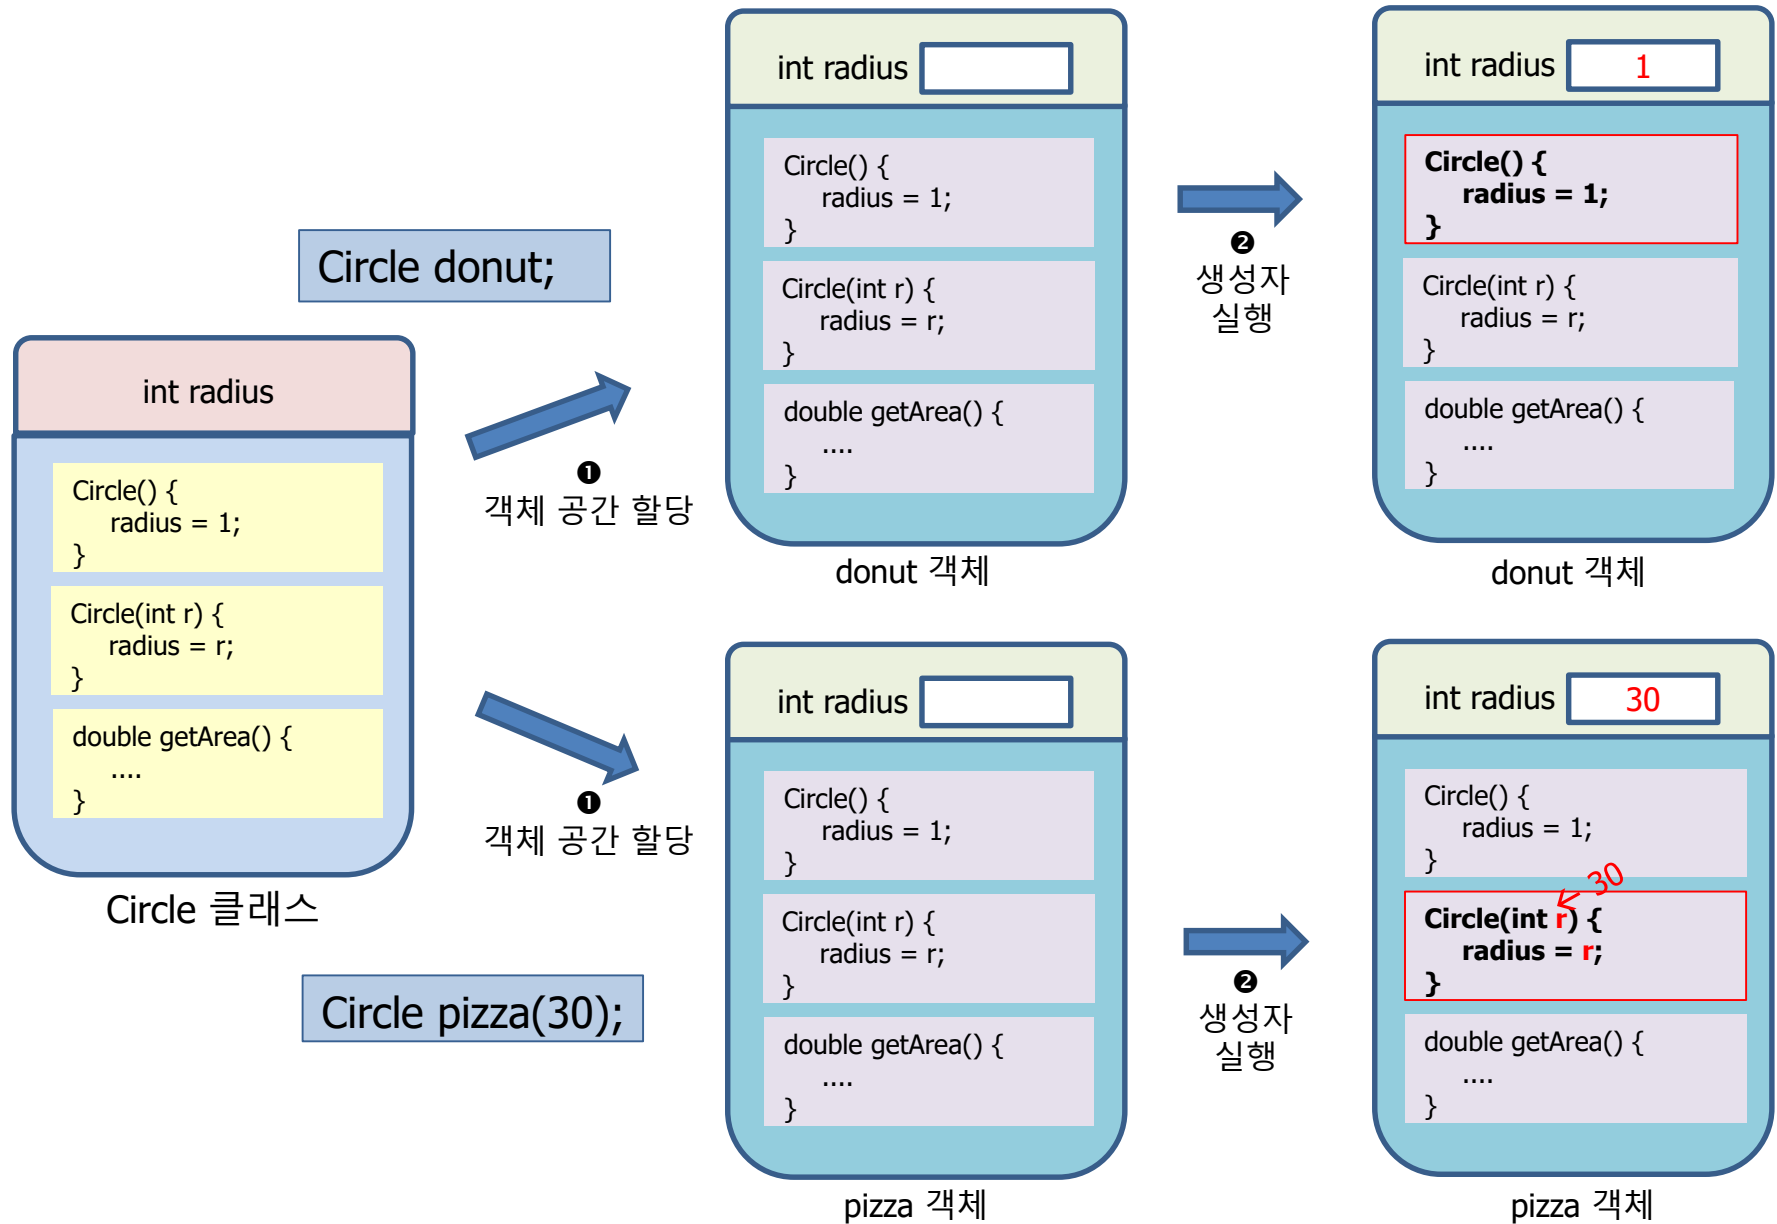 Circle donut;
int radius
Circle() {
radius = 1;
}
Circle(int r) {
radius = r;
}
double getArea() {
....
}
Circle 클래스
Circle pizza(30);
❶
객체 공간 할당
❶
객체 공간 할당
int radius
Circle() {
radius = 1;
}
Circle(int r) {
radius = r;
}
double getArea() {
....
}
donut 객체
❷
생성자
실행
int radius 1
Circle() {
radius = 1;
}
Circle(int r) {
radius = r;
}
double getArea() {
....
}
donut 객체
int radius
Circle() {
radius = 1;
}
Circle(int r) {
radius = r;
}
double getArea() {
....
}
pizza 객체
❷
생성자
실행
int radius 30
Circle() {
radius = 1;
}
30
Circle(int r) {
radius = r;
}
double getArea() {
....
}
pizza 객체